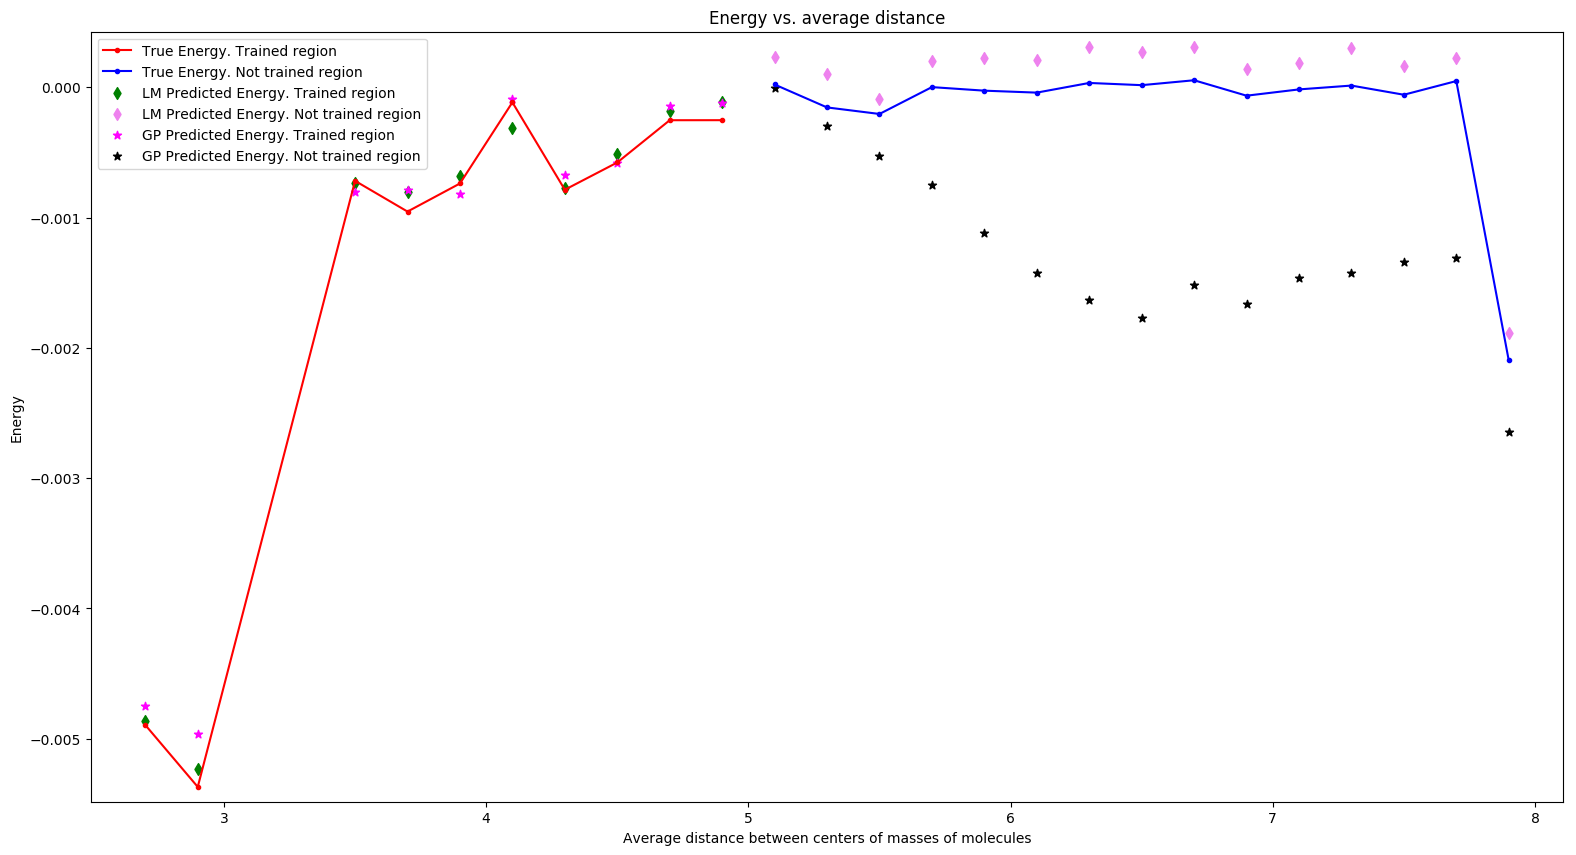 Energy vs. average distance
True Energy. Trained region
True Energy. Not trained region
LM Predicted Energy. Trained region
LM Predicted Energy. Not trained region
GP Predicted Energy. Trained region
GP Predicted Energy. Not trained region
0.000
−0.001
−0.002
−0.003
−0.004
−0.005
Energy
3 4 5 6 7 8
Average distance between centers of masses of molecules